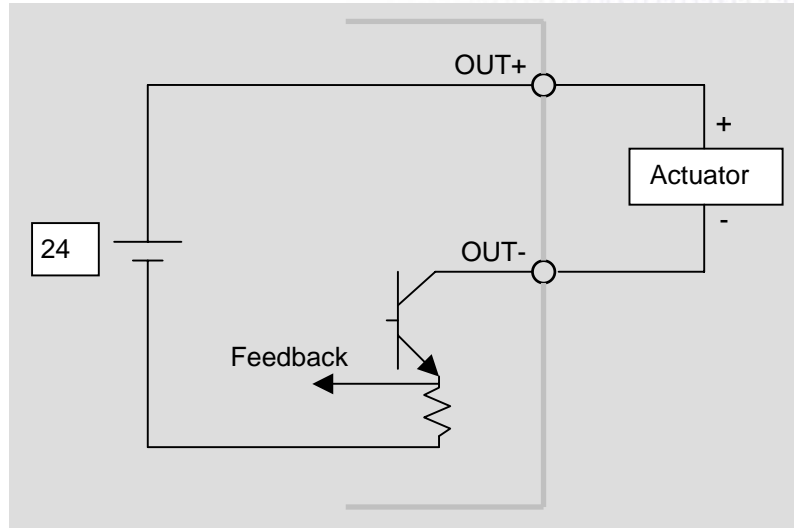 OUT+
+
Actuator
-
24
OUT-
Feedback